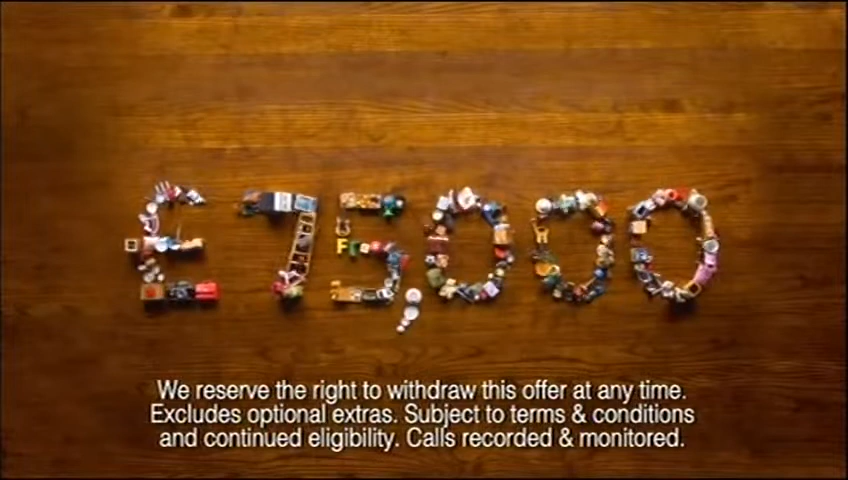 £75,000
We reserve the right to withdraw this offer at any time.
Excludes optional extras. Subject to terms & conditions
and continued eligibility. Calls recorded & monitored.